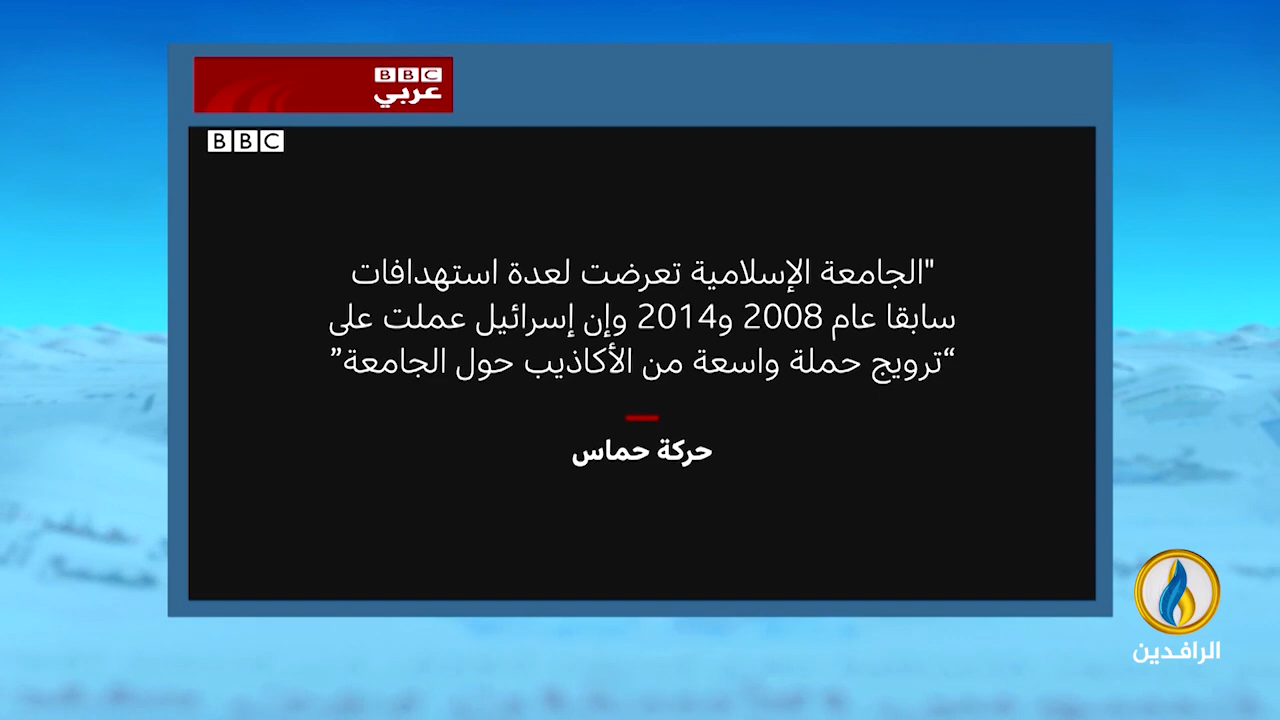 BBC
عربي
BBC
"الجامعة الإسلامية تعرضت لعدة استهدافات
سابقا عام 2008 و2014 وإن إسرائيل عملت على
“ترويج حملة واسعة من الأكاذيب حول الجامعة”
حركة حماس
الرافدين